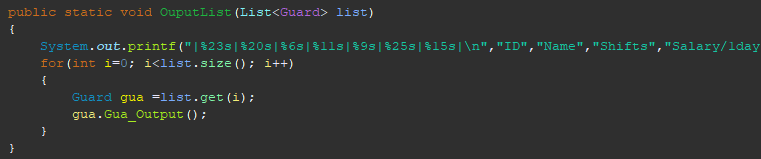 public static void OuputList(List<Guard> list)
{
    System.out.printf("|%23s|%20s|%6s|%11s|%9s|%25s|%15s|\n","ID","Name","Shifts","Salary/1day
    for(int i=0; i<list.size(); i++)
    {
        Guard gua =list.get(i);
        gua.Gua_Output();
    }
}